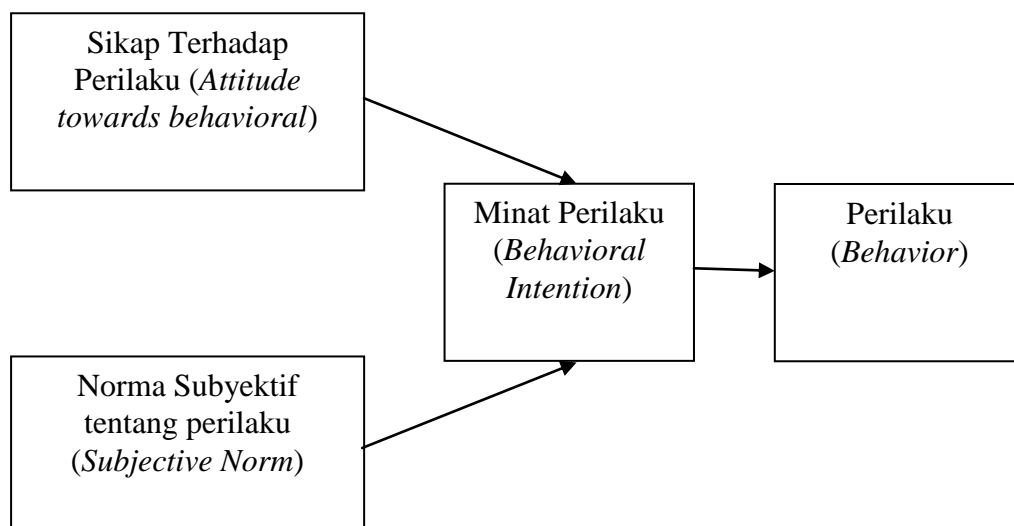 Sikap Terhadap
Perilaku (Attitude
towards behavioral)
Minat Perilaku
(Behavioral
Intention)
Perilaku
(Behavior)
Norma Subyektif
tentang perilaku
(Subjective Norm)